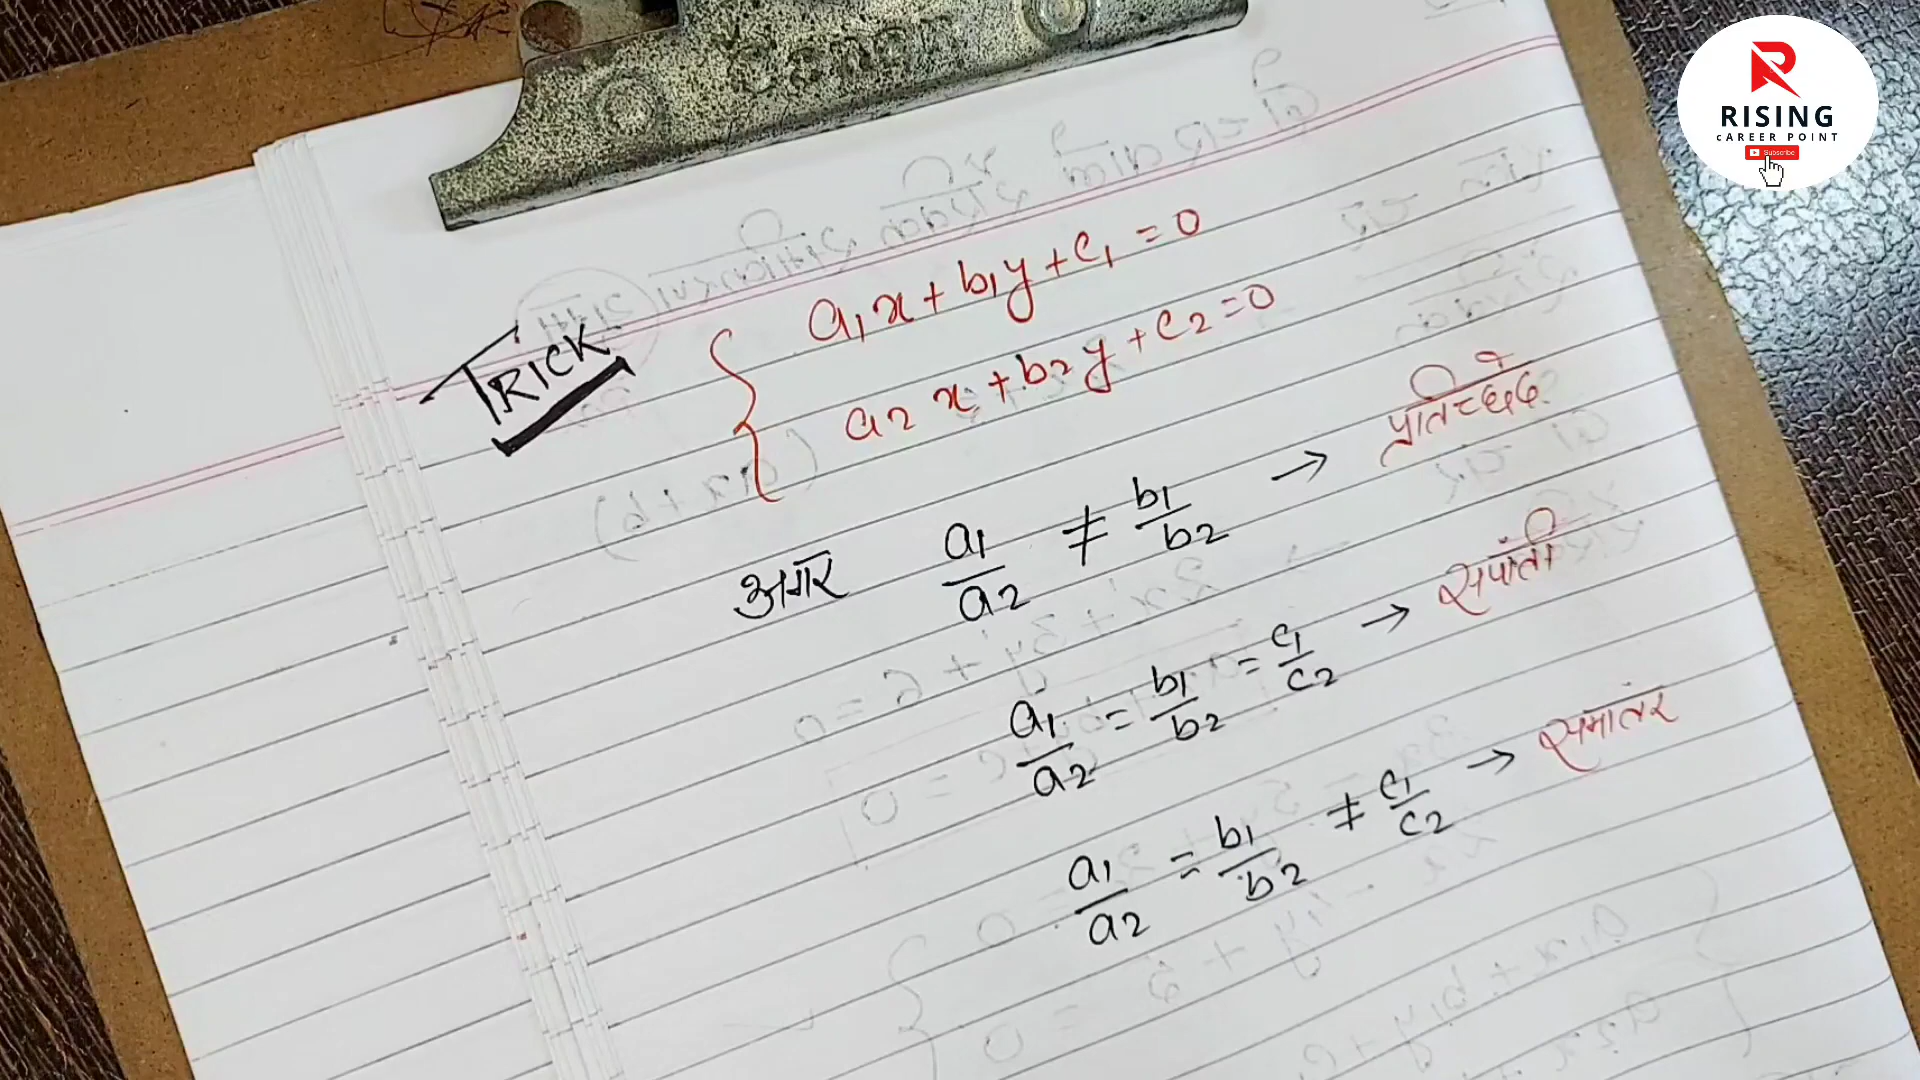 RISING
CAREER POINT
Subscribe
TRICK
a₁x + b₁y + c₁ = 0
a₂x + b₂y + c₂ = 0
अगर a₁/a₂ ≠ b₁/b₂ → प्रतिच्छेदी
a₁/a₂ = b₁/b₂ = c₁/c₂ → संपाती
a₁/a₂ = b₁/b₂ ≠ c₁/c₂ → समांतर